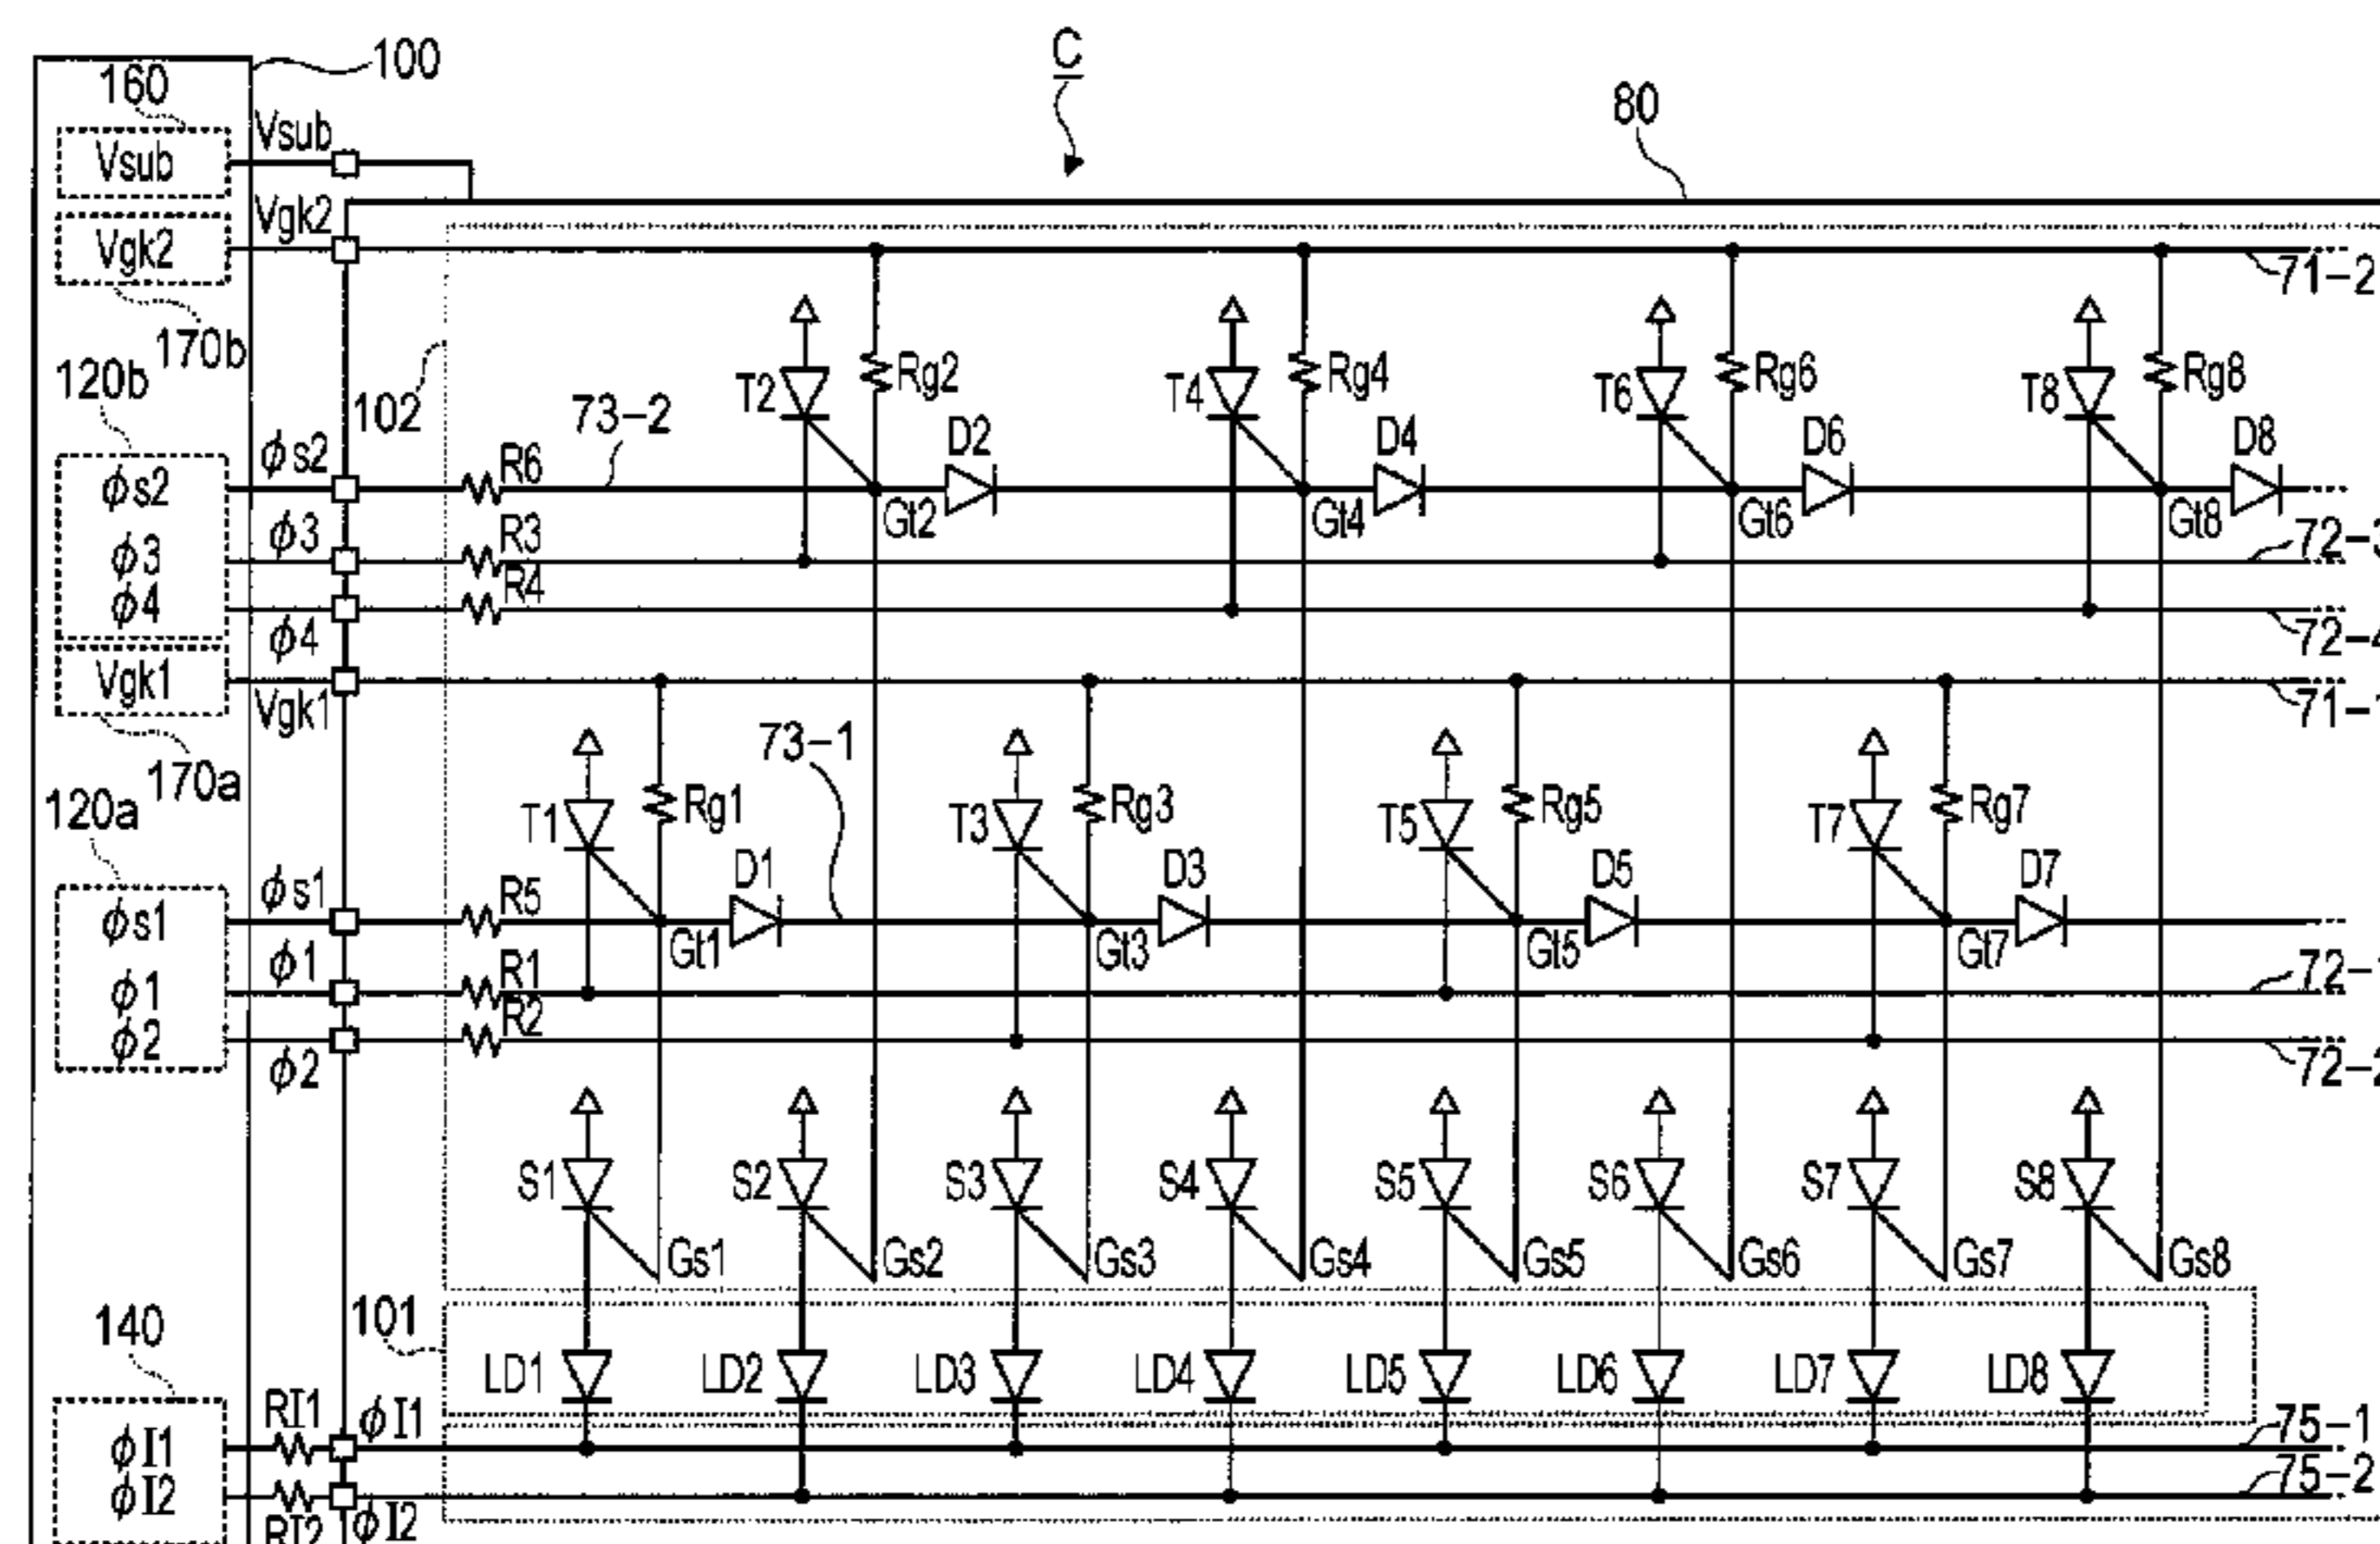 C
100
160
80
Vsub
Vsub
Vgk2
Vgk2
71-2
170b
120b
102
T2
Rg2
T4
Rg4
T6
Rg6
T8
Rg8
73-2
D2
D4
D6
D8
ϕs2
ϕs2
R6
Gt2
Gt4
Gt6
Gt8
ϕ3
ϕ3
R3
72-3
ϕ4
R4
ϕ4
72-4
Vgk1
Vgk1
71-1
170a
73-1
120a
T1
Rg1
T3
Rg3
T5
Rg5
T7
Rg7
D1
D3
D5
D7
ϕs1
ϕs1
R5
Gt1
Gt3
Gt5
Gt7
ϕ1
ϕ1
R1
72-1
ϕ2
R2
ϕ2
72-2
S1
S2
S3
S4
S5
S6
S7
S8
Gs1
Gs2
Gs3
Gs4
Gs5
Gs6
Gs7
Gs8
101
140
LD1
LD2
LD3
LD4
LD5
LD6
LD7
LD8
ϕI1
RI1
ϕI1
75-1
ϕI2
RI2
ϕI2
75-2